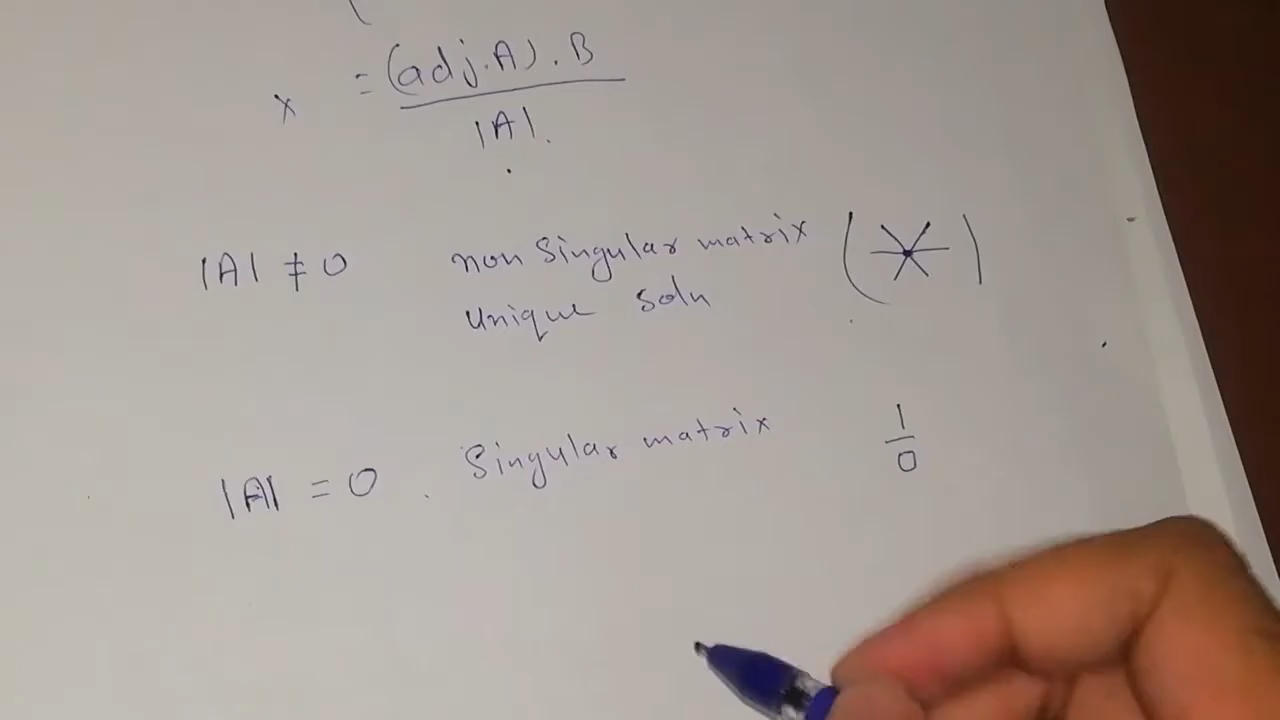 x = (adj.A).B
|A|.
|A| ≠ 0 non Singular matrix
unique soln
|A| = 0. Singular matrix 1/0